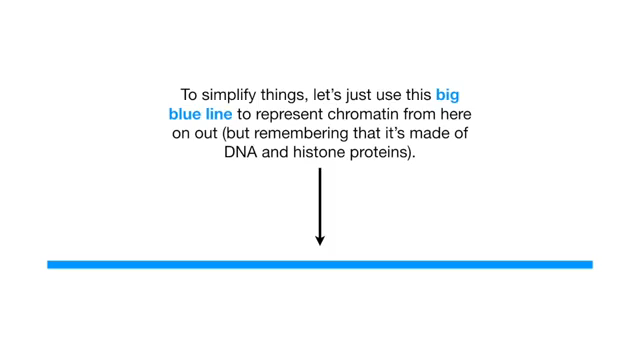 To simplify things, let’s just use this big
blue line to represent chromatin from here
on out (but remembering that it’s made of
DNA and histone proteins).